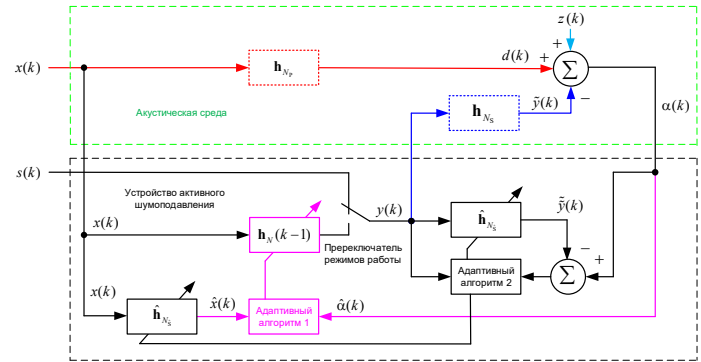 z(k)
x(k)
h_{N_P}
d(k)
+
+
∑
Акустическая среда
h_{N_S}
ỹ(k)
−
α(k)
s(k)
Устройство активного
шумоподавления
y(k)
x(k)
h_N(k−1)
Пререключатель
режимов работы
ĥ_{N_Ŝ}
ỹ̃(k)
−
+
∑
Адаптивный
алгоритм 2
x(k)
ĥ_{N_Ŝ}
x̂(k)
Адаптивный
алгоритм 1
α̂(k)